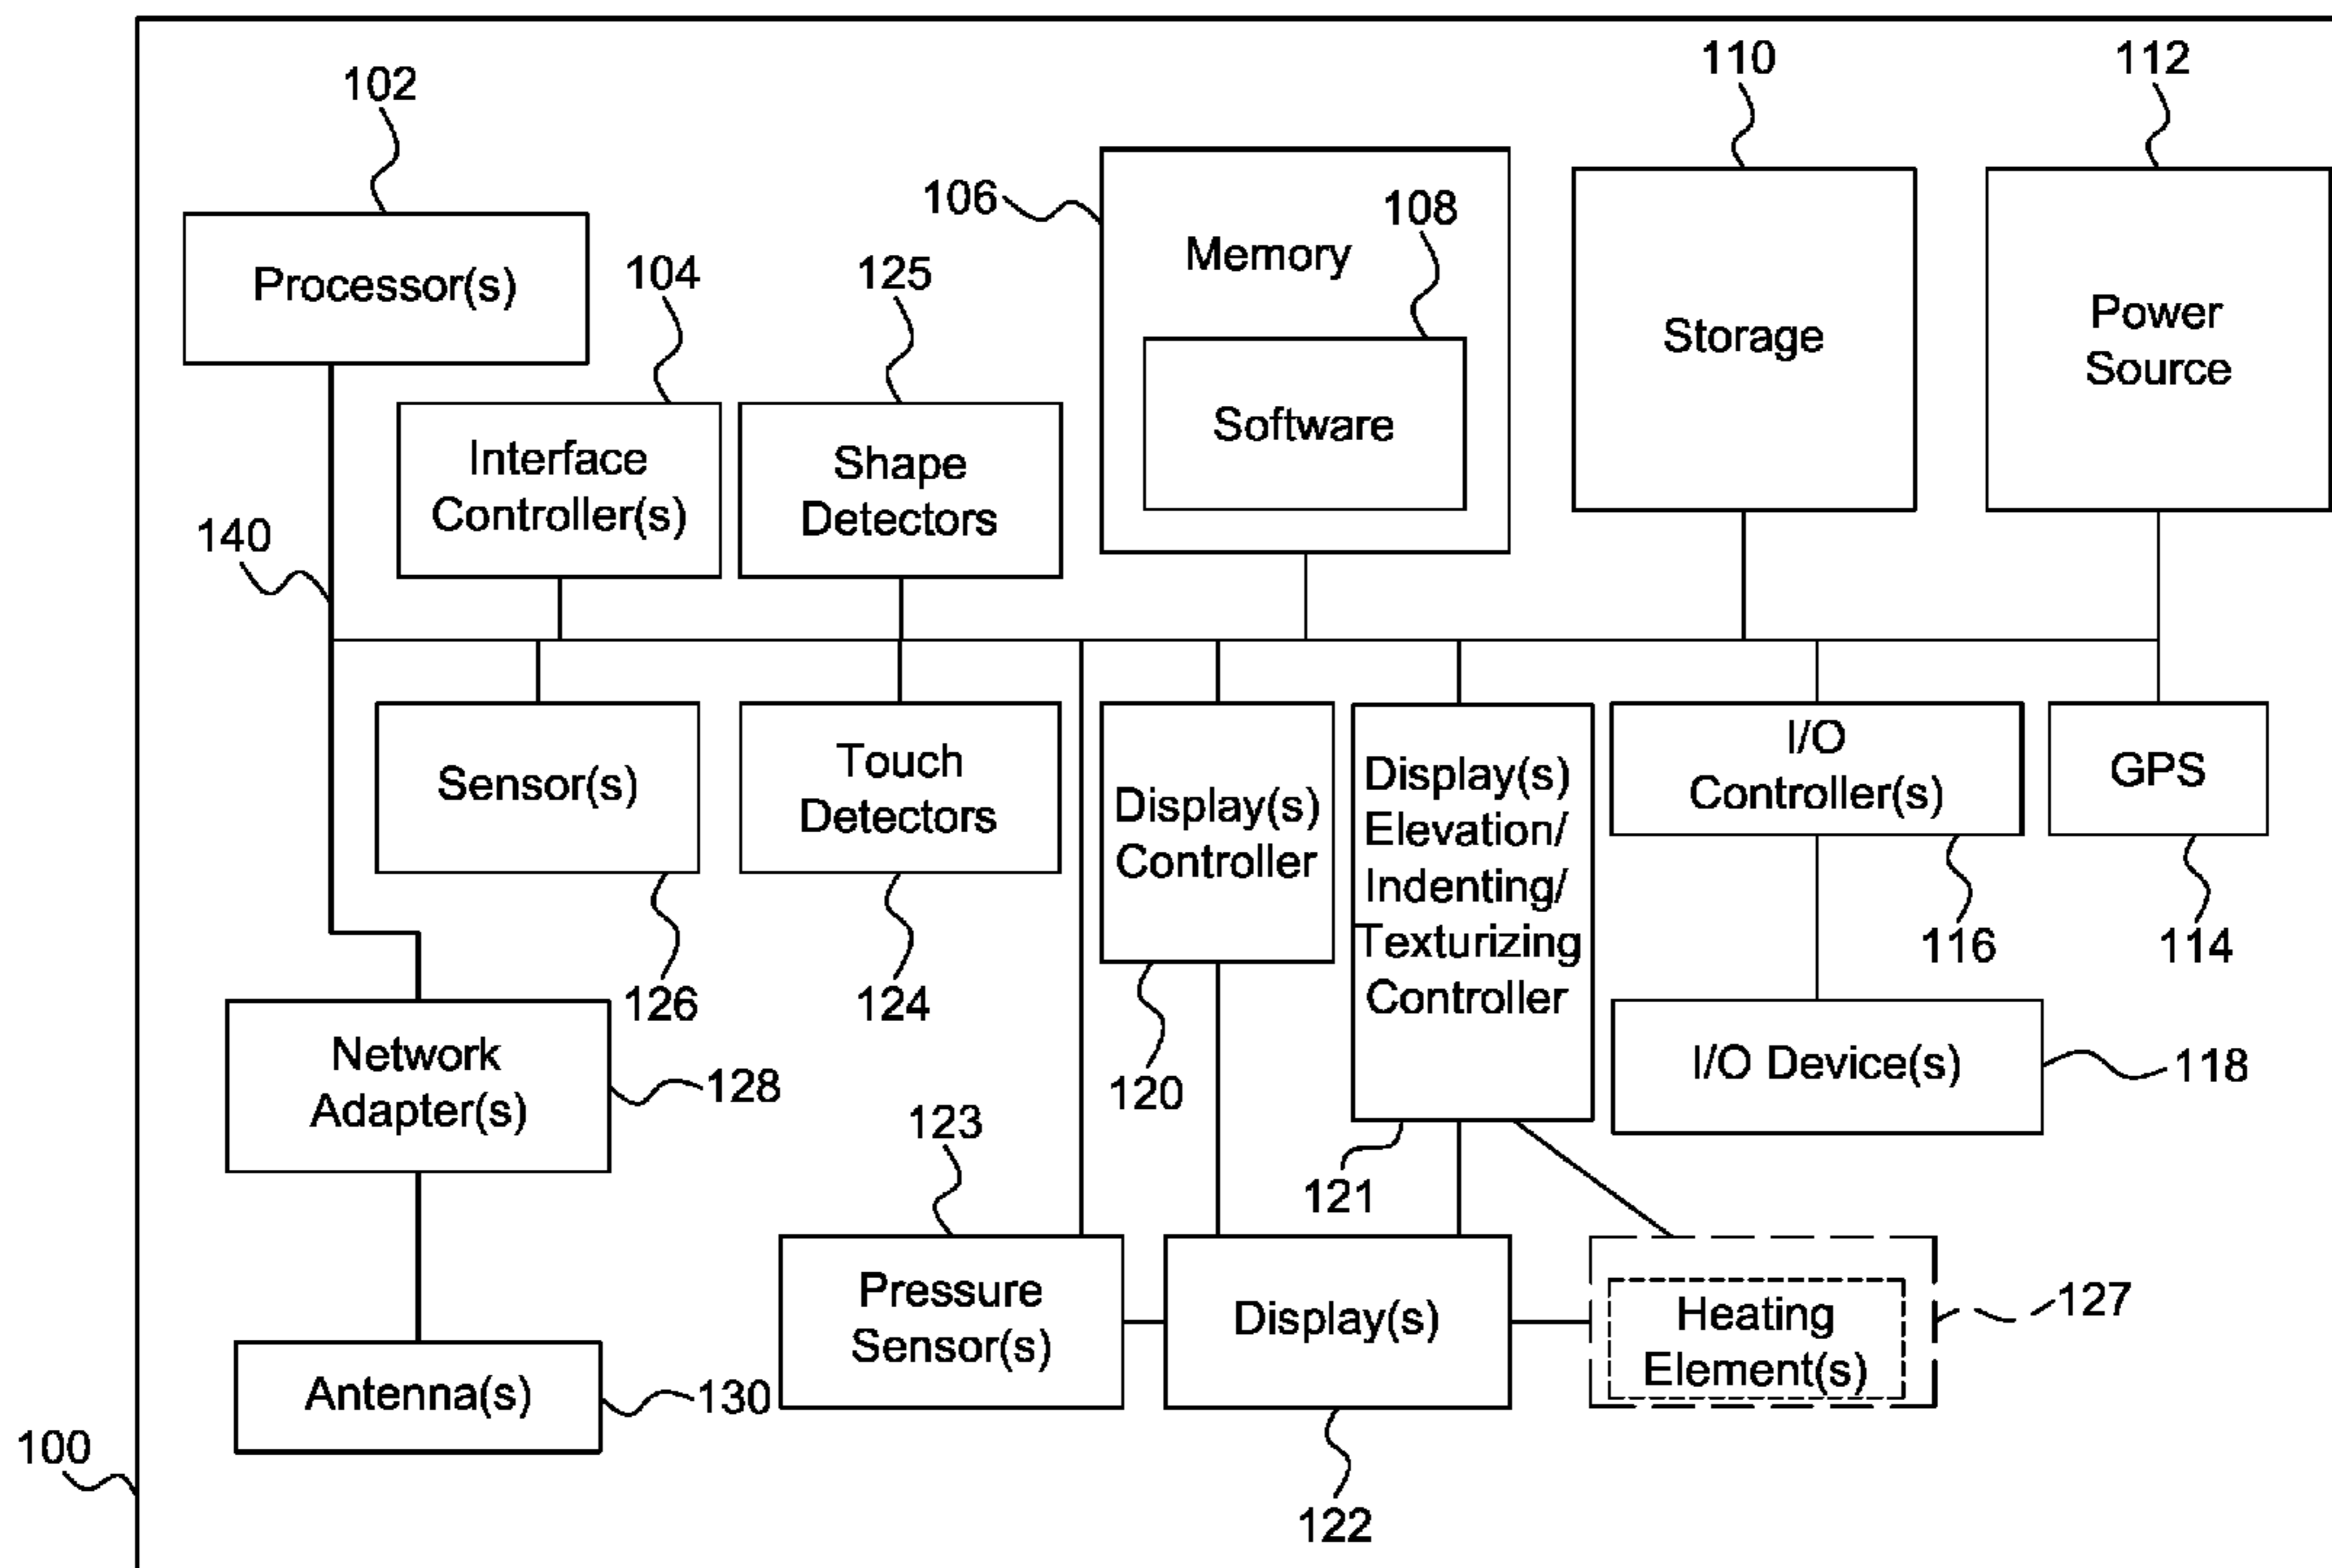 110
112
102
106
108
Memory
104
125
Processor(s)
Storage
Power
Source
Software
Interface
Controller(s)
Shape
Detectors
140
Sensor(s)
Touch
Detectors
Display(s)
Controller
Display(s)
Elevation/
Indenting/
Texturizing
Controller
I/O
Controller(s)
GPS
126
124
116
114
Network
Adapter(s)
128
120
I/O Device(s)
118
123
121
Pressure
Sensor(s)
Display(s)
Heating
Element(s)
127
Antenna(s)
130
100
122